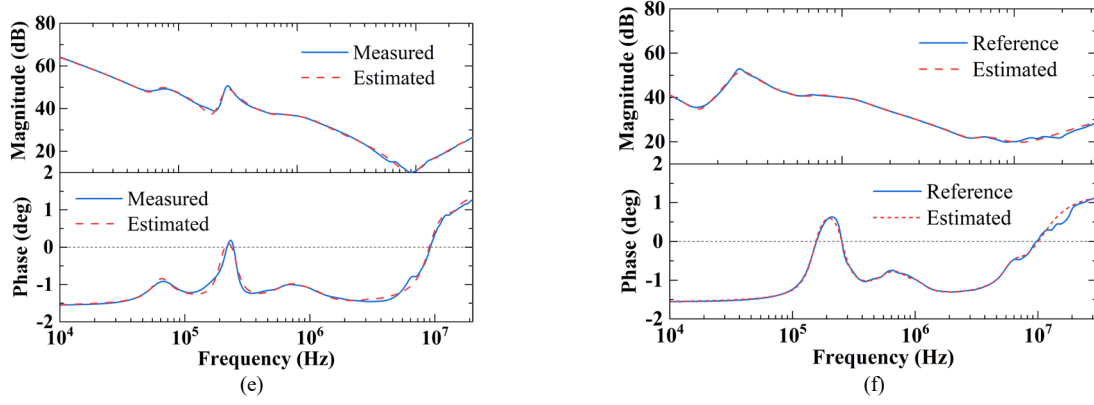 80
60
40
20
2
Magnitude (dB)
Measured
Estimated
1
0
-1
-2
Phase (deg)
Measured
Estimated
10^4 10^5 10^6 10^7
Frequency (Hz)
(e)
80
60
40
20
2
Magnitude (dB)
Reference
Estimated
1
0
-1
-2
Phase (deg)
Reference
Estimated
10^4 10^5 10^6 10^7
Frequency (Hz)
(f)